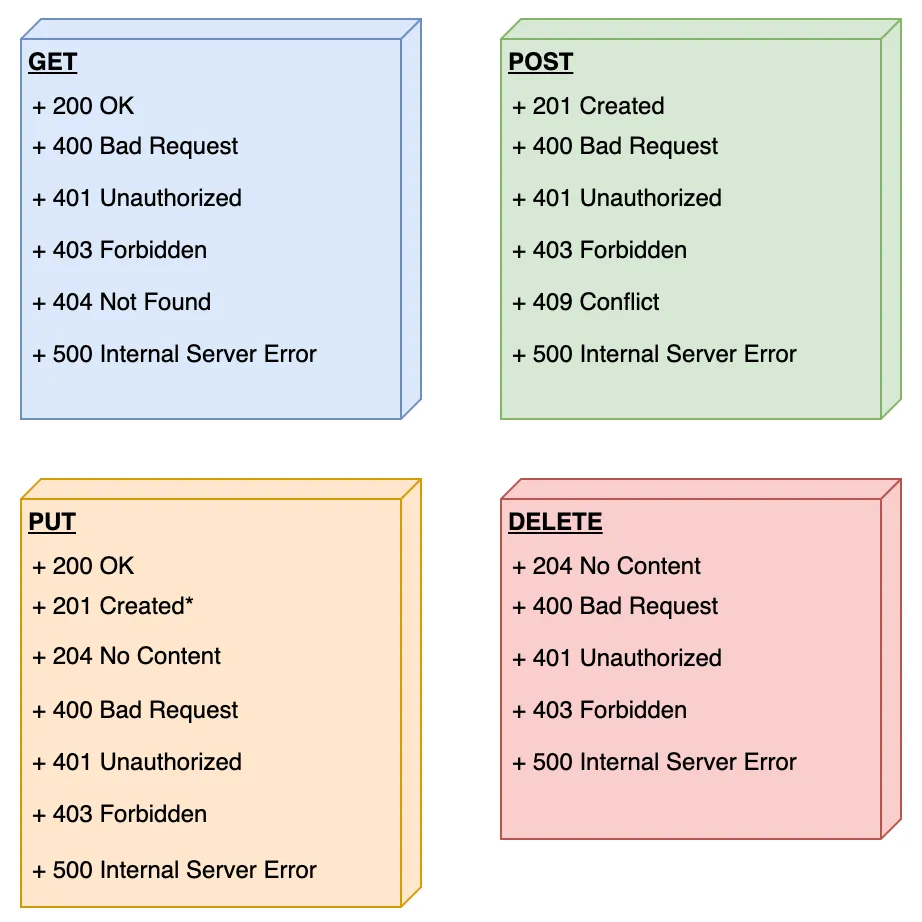 GET
+ 200 OK
+ 400 Bad Request
+ 401 Unauthorized
+ 403 Forbidden
+ 404 Not Found
+ 500 Internal Server Error
POST
+ 201 Created
+ 400 Bad Request
+ 401 Unauthorized
+ 403 Forbidden
+ 409 Conflict
+ 500 Internal Server Error
PUT
+ 200 OK
+ 201 Created*
+ 204 No Content
+ 400 Bad Request
+ 401 Unauthorized
+ 403 Forbidden
+ 500 Internal Server Error
DELETE
+ 204 No Content
+ 400 Bad Request
+ 401 Unauthorized
+ 403 Forbidden
+ 500 Internal Server Error